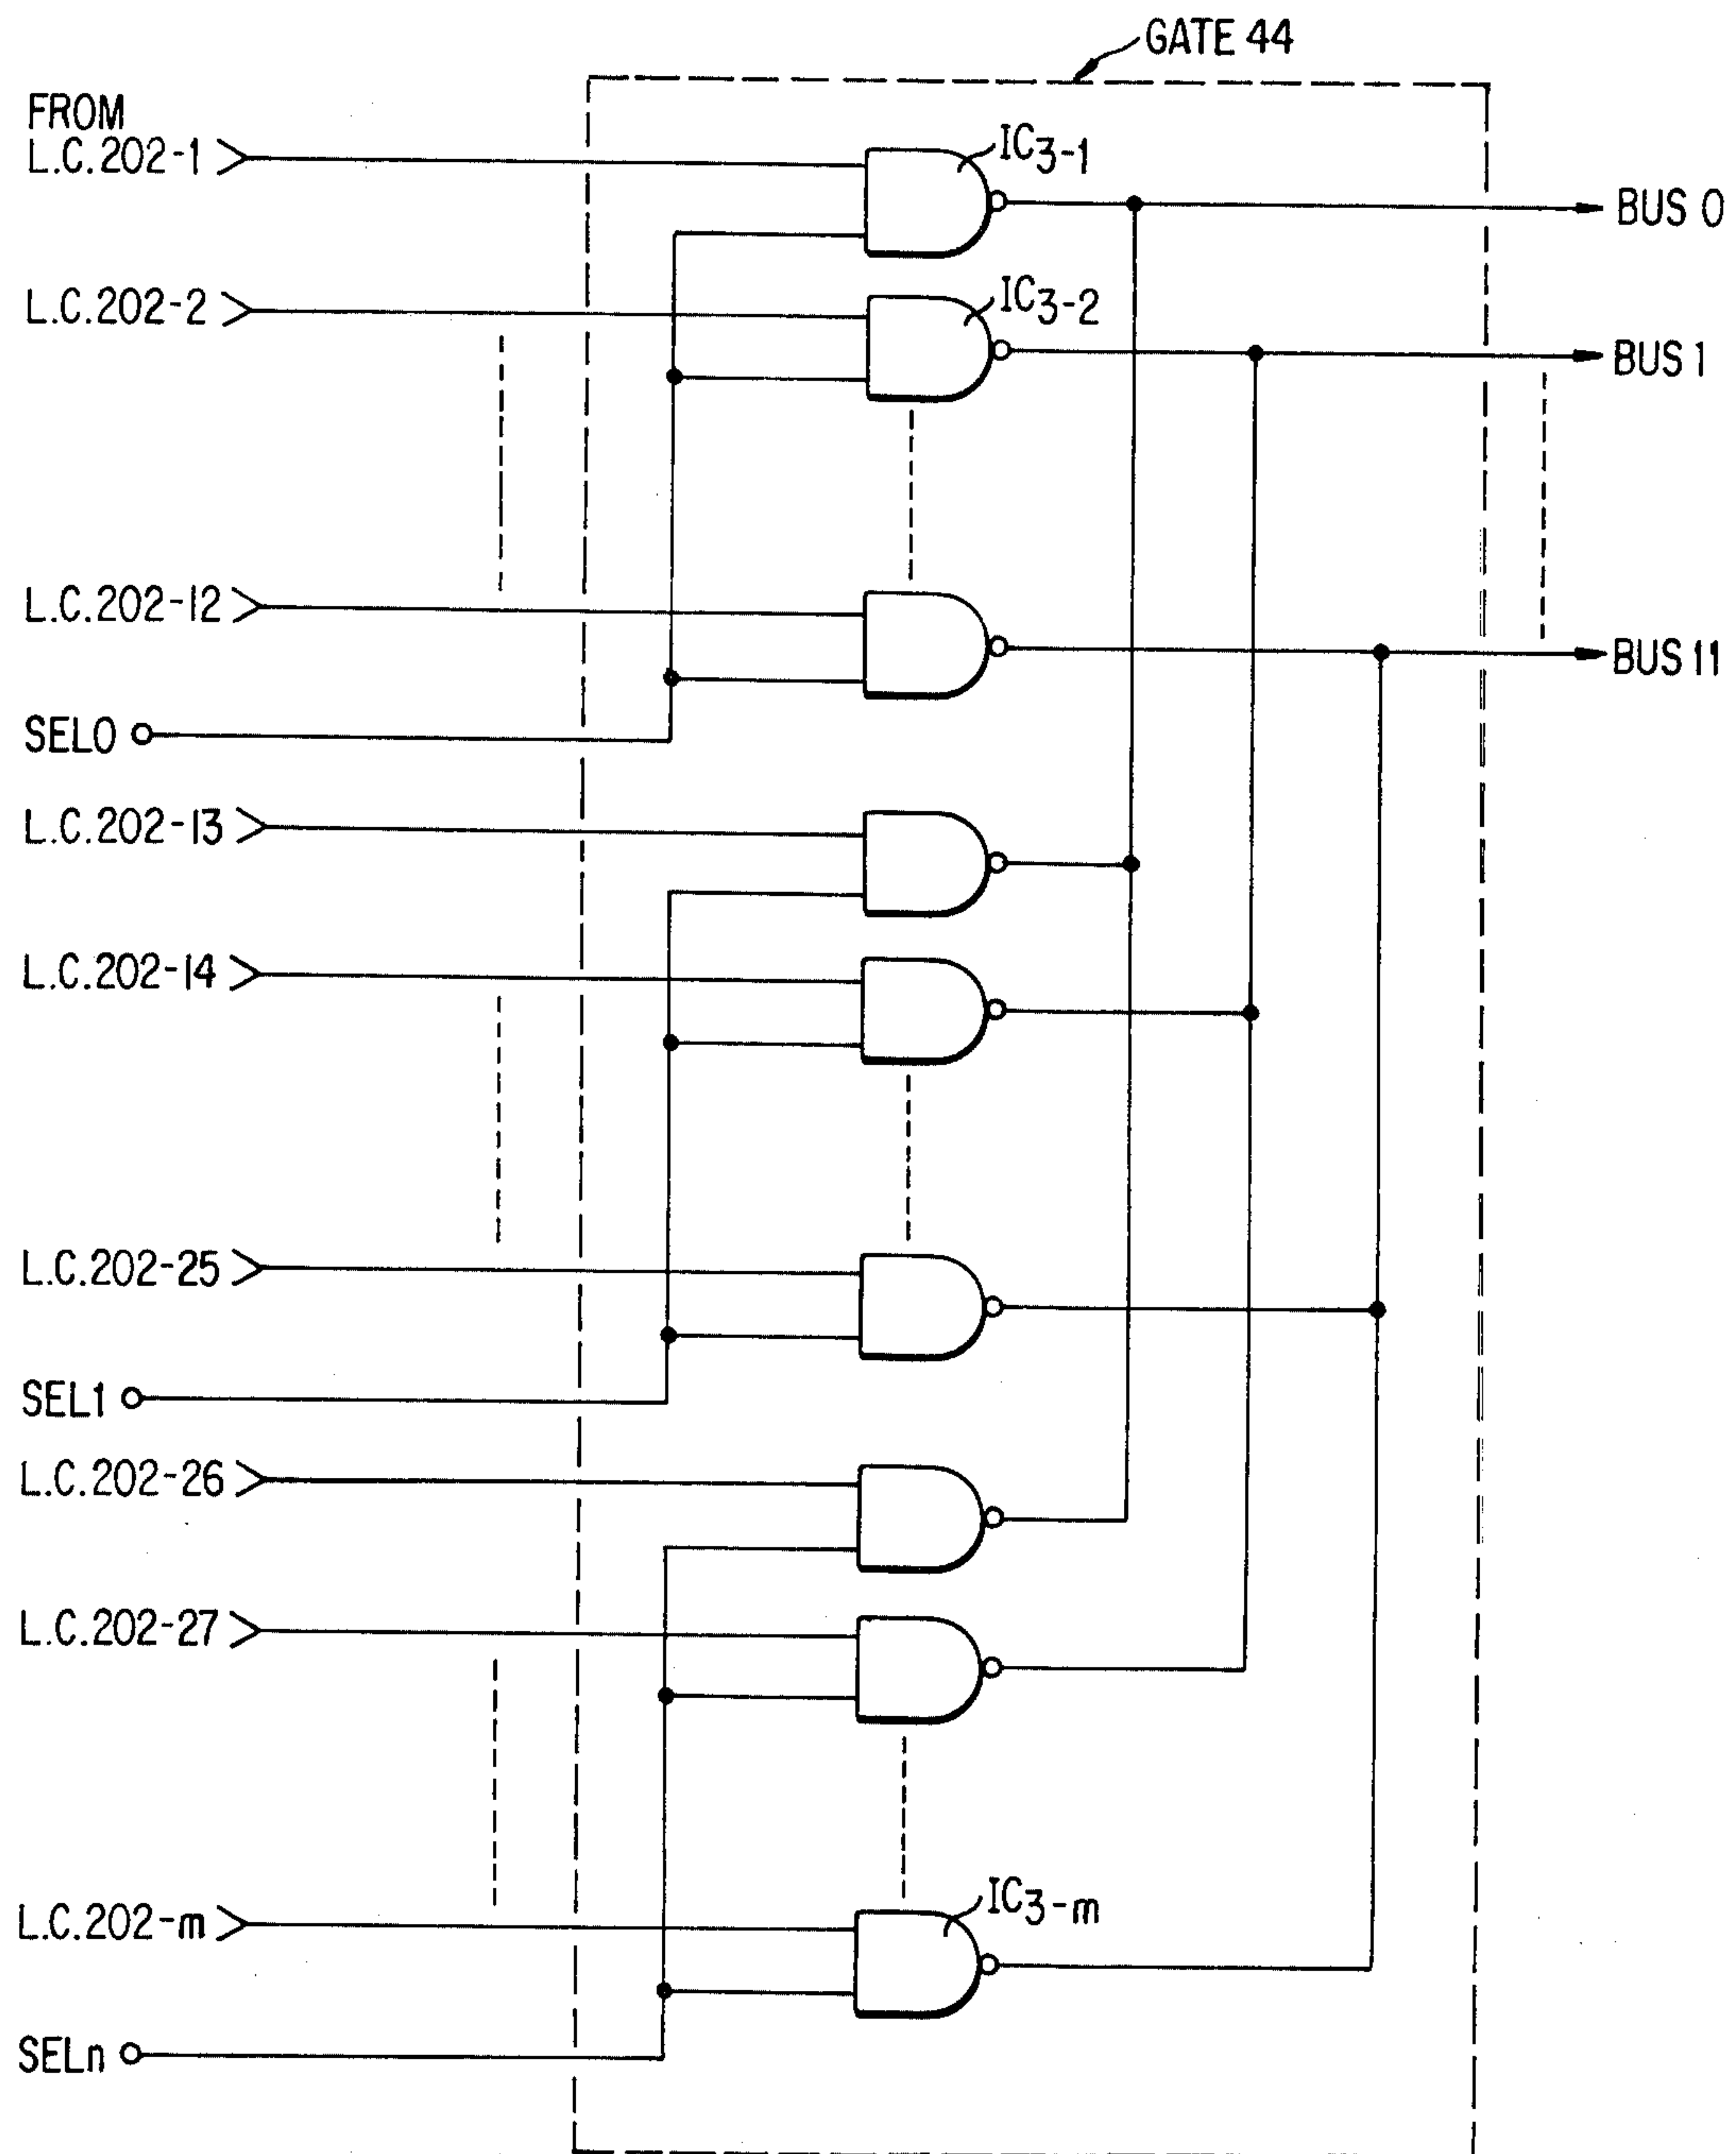 GATE 44
FROM
L.C.202-1
IC3-1
BUS 0
L.C.202-2
IC3-2
BUS 1
L.C.202-12
BUS 11
SEL0
L.C.202-13
L.C.202-14
L.C.202-25
SEL1
L.C.202-26
L.C.202-27
L.C.202-m
IC3-m
SELn